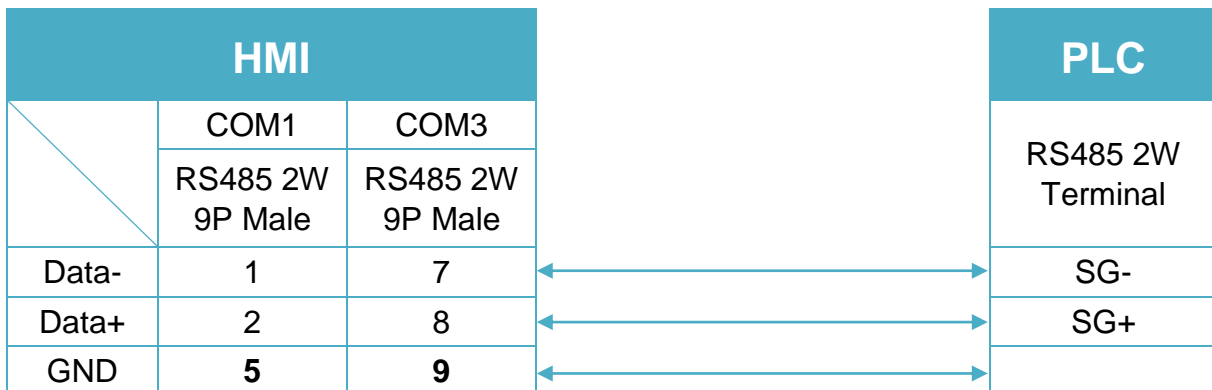 HMI PLC
COM1 COM3
RS485 2W RS485 2W RS485 2W
9P Male 9P Male Terminal
Data- 1 7 SG-
Data+ 2 8 SG+
GND 5 9